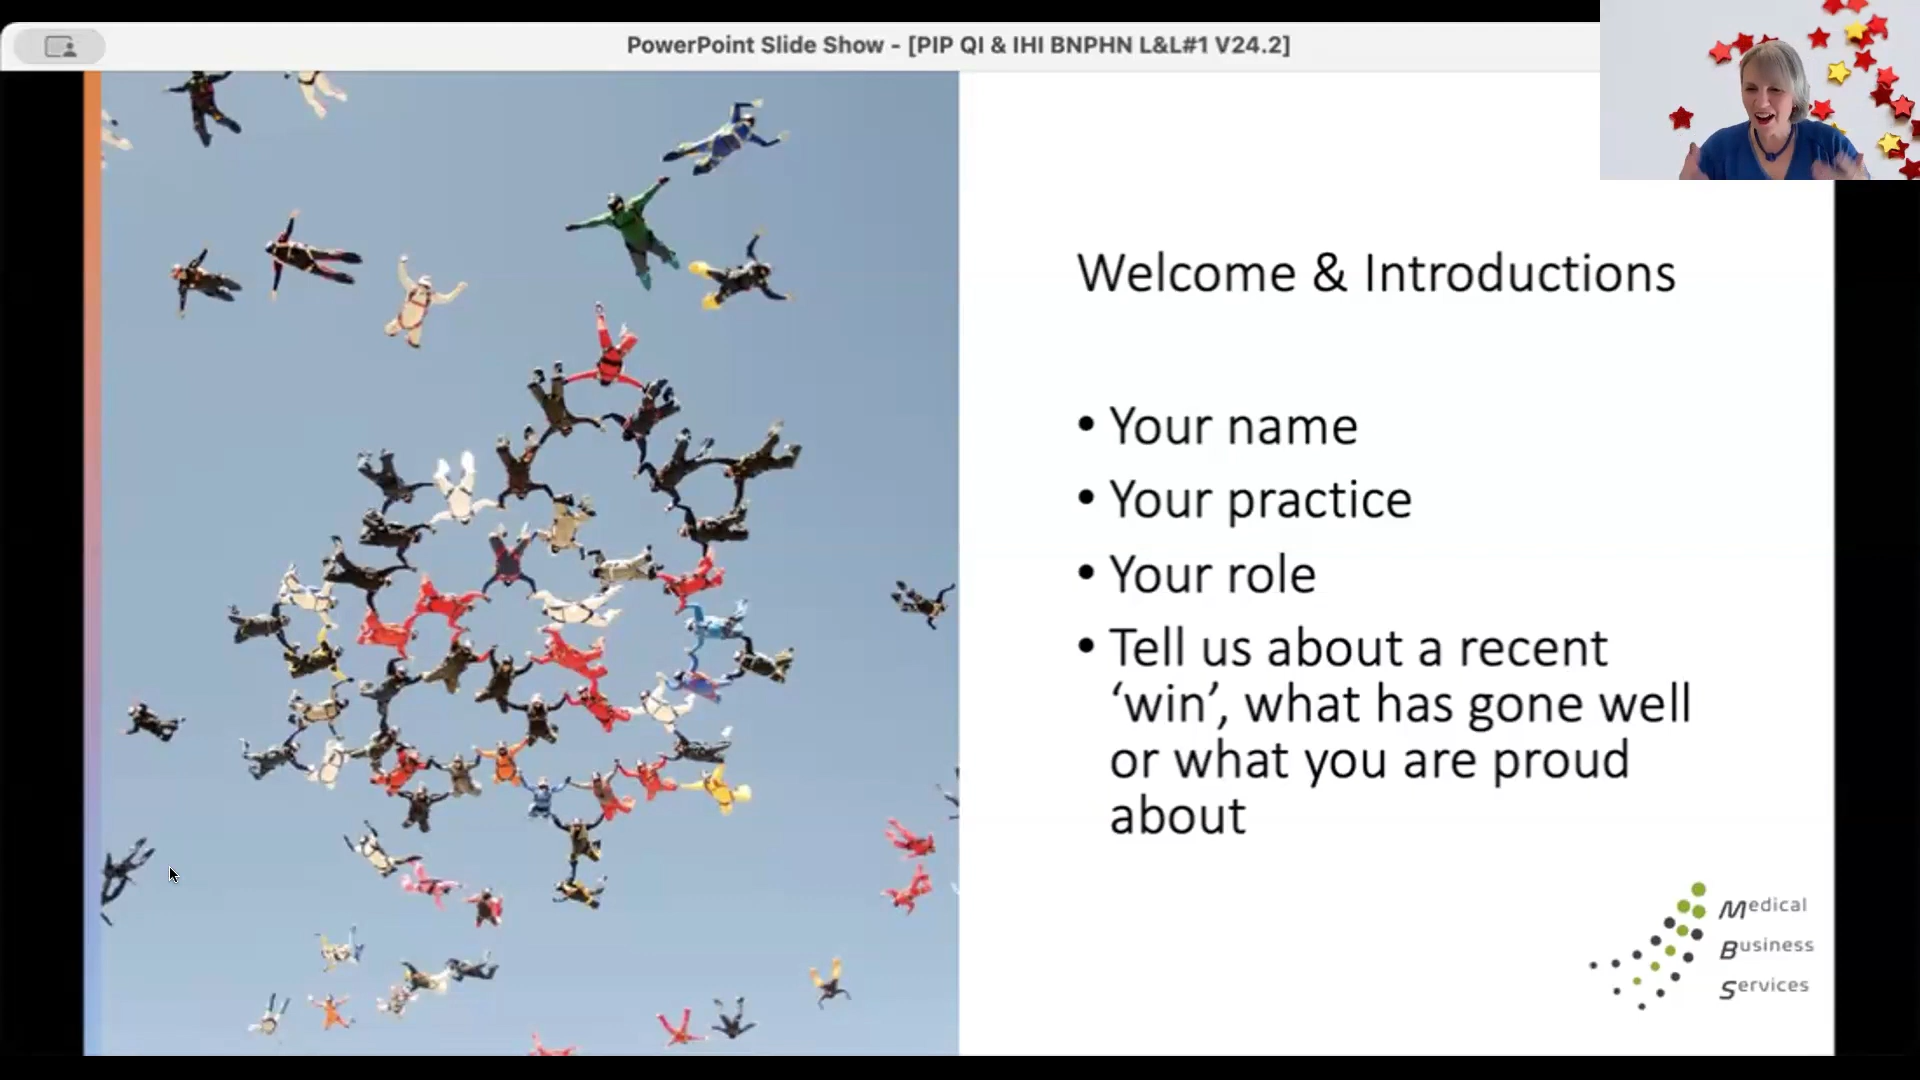 PowerPoint Slide Show - [PIP QI & IHI BNPHN L&L#1 V24.2]
Welcome & Introductions
• Your name
• Your practice
• Your role
• Tell us about a recent
‘win’, what has gone well
or what you are proud
about
Medical
Business
Services